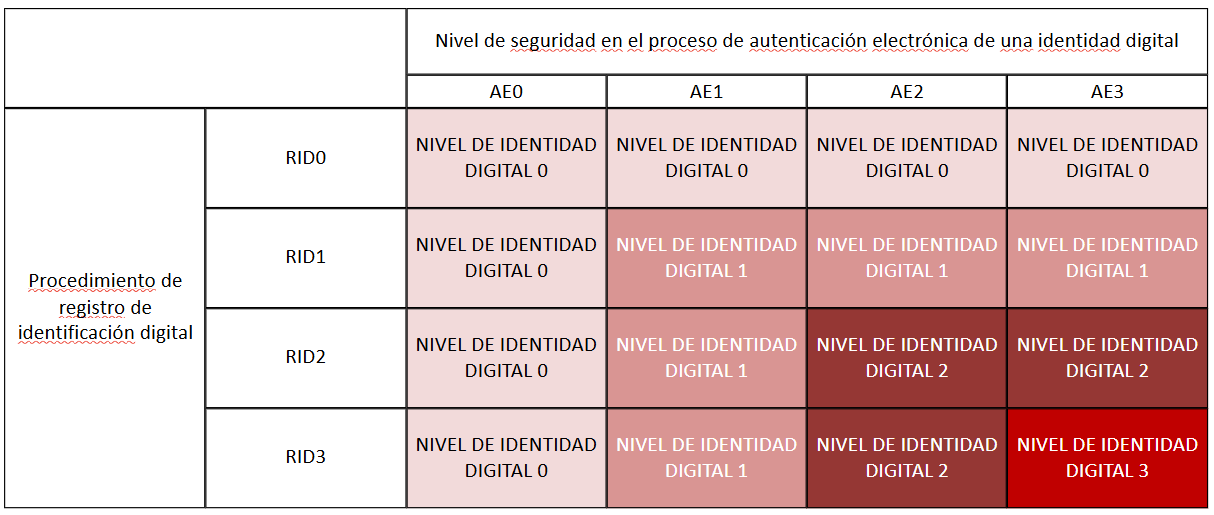 Nivel de seguridad en el proceso de autenticación electrónica de una identidad digital
AE0 AE1 AE2 AE3
Procedimiento de
registro de
identificación digital
RID0
NIVEL DE IDENTIDAD
DIGITAL 0
NIVEL DE IDENTIDAD
DIGITAL 0
NIVEL DE IDENTIDAD
DIGITAL 0
NIVEL DE IDENTIDAD
DIGITAL 0
RID1
NIVEL DE IDENTIDAD
DIGITAL 0
NIVEL DE IDENTIDAD
DIGITAL 1
NIVEL DE IDENTIDAD
DIGITAL 1
NIVEL DE IDENTIDAD
DIGITAL 1
RID2
NIVEL DE IDENTIDAD
DIGITAL 0
NIVEL DE IDENTIDAD
DIGITAL 1
NIVEL DE IDENTIDAD
DIGITAL 2
NIVEL DE IDENTIDAD
DIGITAL 2
RID3
NIVEL DE IDENTIDAD
DIGITAL 0
NIVEL DE IDENTIDAD
DIGITAL 1
NIVEL DE IDENTIDAD
DIGITAL 2
NIVEL DE IDENTIDAD
DIGITAL 3